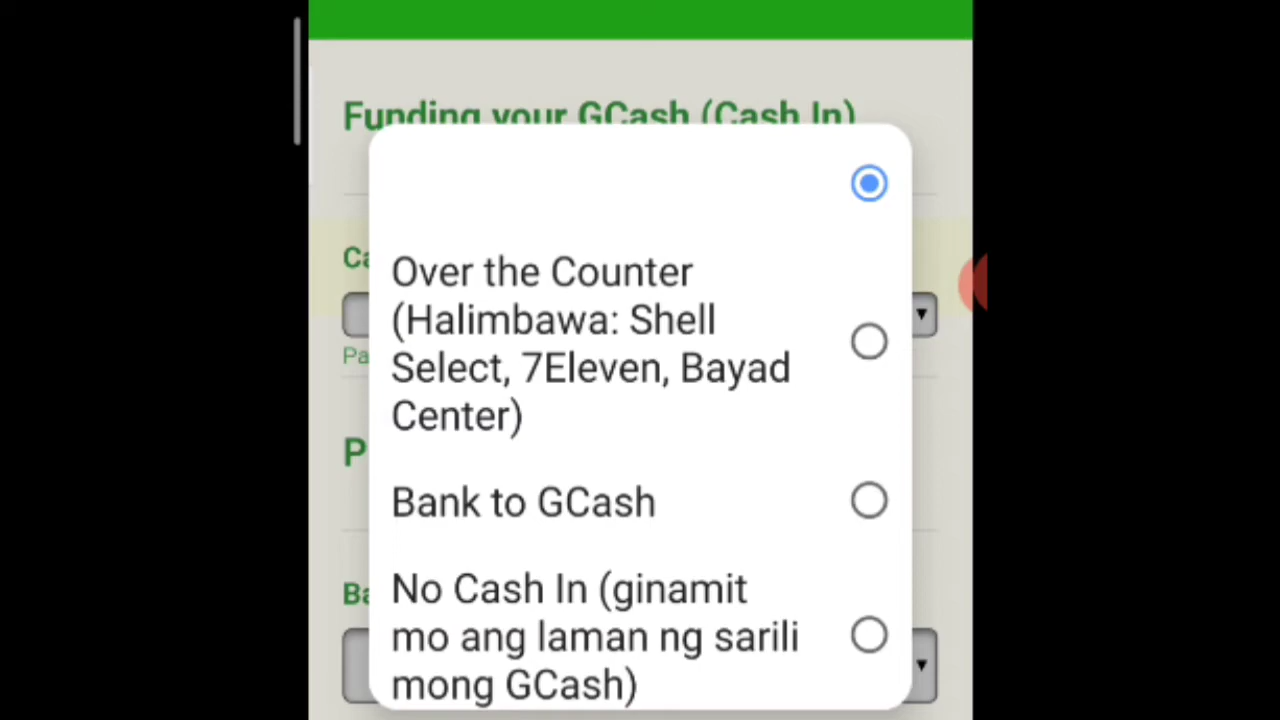 Funding your GCash (Cash In)
Over the Counter
(Halimbawa: Shell
Select, 7Eleven, Bayad
Center)
Bank to GCash
No Cash In (ginamit
mo ang laman ng sarili
mong GCash)